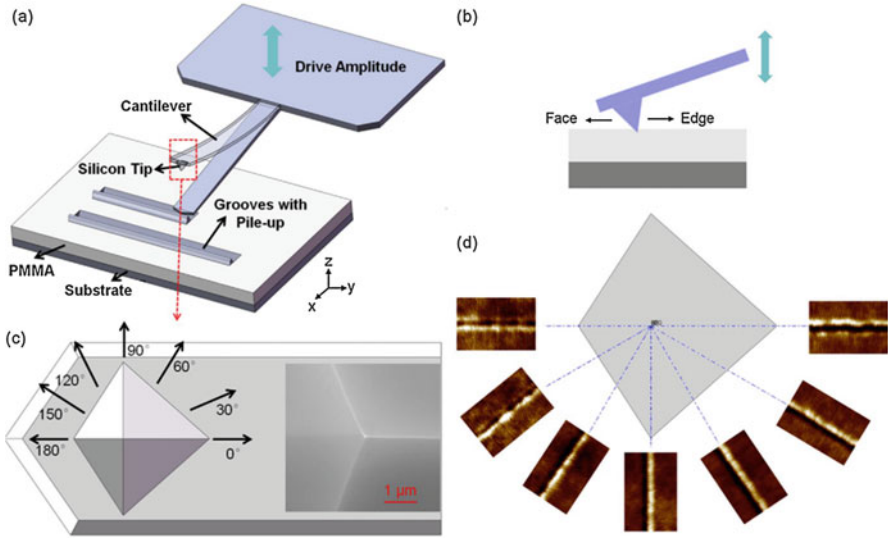 (a)
Drive Amplitude
Cantilever
Silicon Tip
Grooves with
Pile-up
PMMA
Substrate
z
y
x
(b)
Face
Edge
(c)
90°
120°
60°
150°
30°
180°
0°
1 μm
(d)